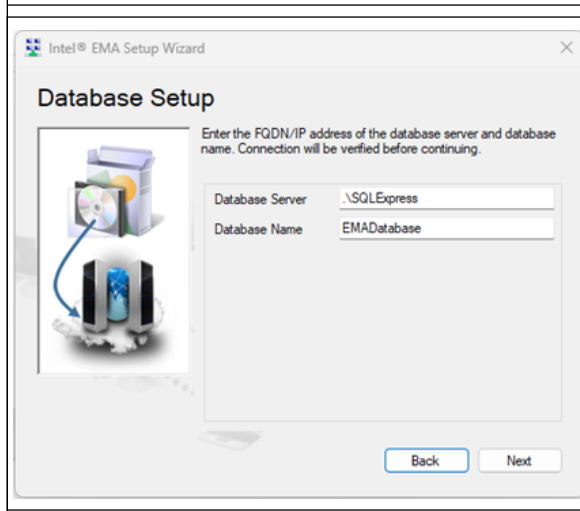 Intel® EMA Setup Wizard
Database Setup
Enter the FQDN/IP address of the database server and database
name. Connection will be verified before continuing.
Database Server .\SQLExpress
Database Name EMADatabase
Back Next